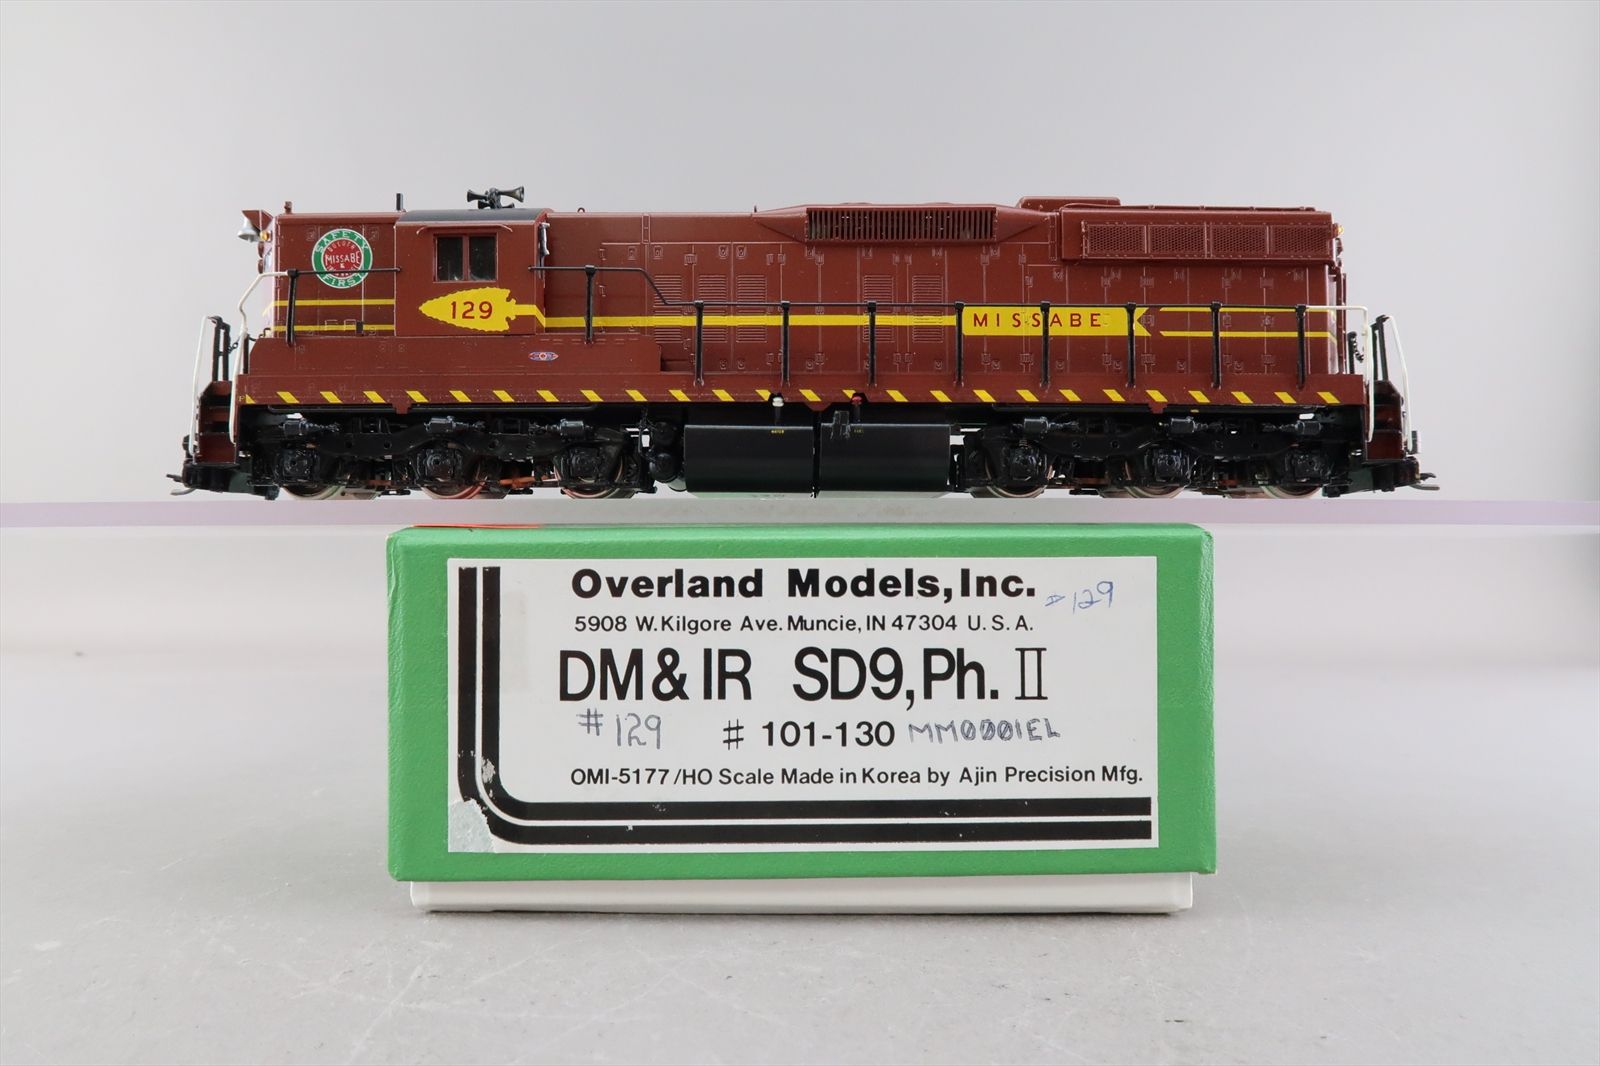 SAFETY
DULUTH
MISSABE
&
FIRST
129
MISSABE
F
Overland Models, Inc.
#129
5908 W. Kilgore Ave. Muncie, IN 47304 U.S.A.
DM & IR SD9, Ph. II
#129 # 101-130 MM0001EL
OMI-5177/HO Scale Made in Korea by Ajin Precision Mfg.